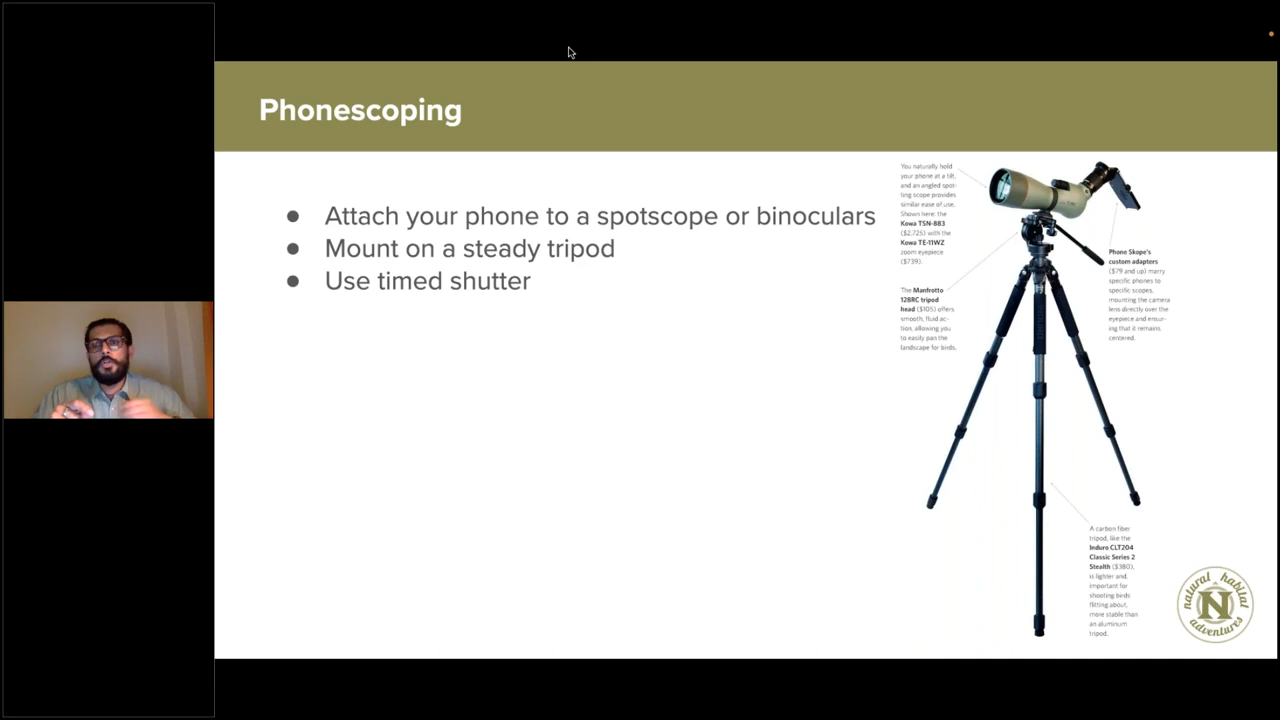 Phonescoping
● Attach your phone to a spotscope or binoculars
● Mount on a steady tripod
● Use timed shutter
You naturally hold
your phone at a tilt,
and an angled spot-
ting scope provides
similar ease of use.
Shown here: the
Kowa TSN-883
($2,725) with the
Kowa TE-11WZ
zoom eyepiece
($739).
The Manfrotto
128RC tripod
head ($105) offers
smooth, fluid ac-
tion, allowing you
to easily pan the
landscape for birds.
Phone Skope's
custom adapters
($79 and up) marry
specific phones to
specific scopes,
mounting the camera
lens directly over the
eyepiece and ensur-
ing that it remains
centered.
A carbon fiber
tripod, like the
Induro CLT204
Classic Series 2
Stealth ($380),
is lighter and,
important for
shooting birds
flitting about,
more stable than
an aluminum
tripod.
natural habitat
N
adventures